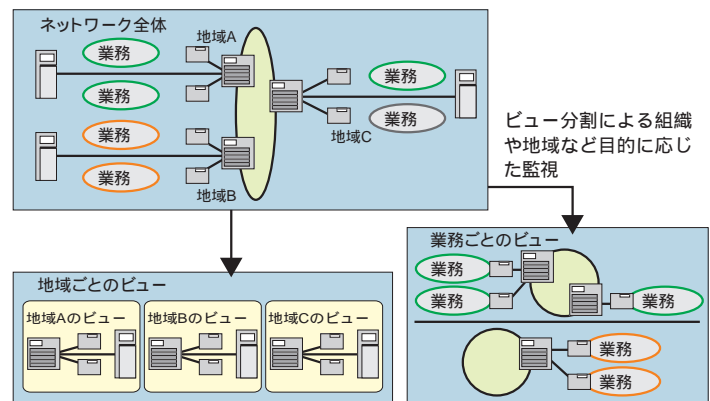 ネットワーク全体
地域A
業務
業務
業務
業務
地域B
業務
業務
地域C
ビュー分割による組織
や地域など目的に応じ
た監視
地域ごとのビュー
地域Aのビュー
地域Bのビュー
地域Cのビュー
業務ごとのビュー
業務
業務
業務
業務
業務